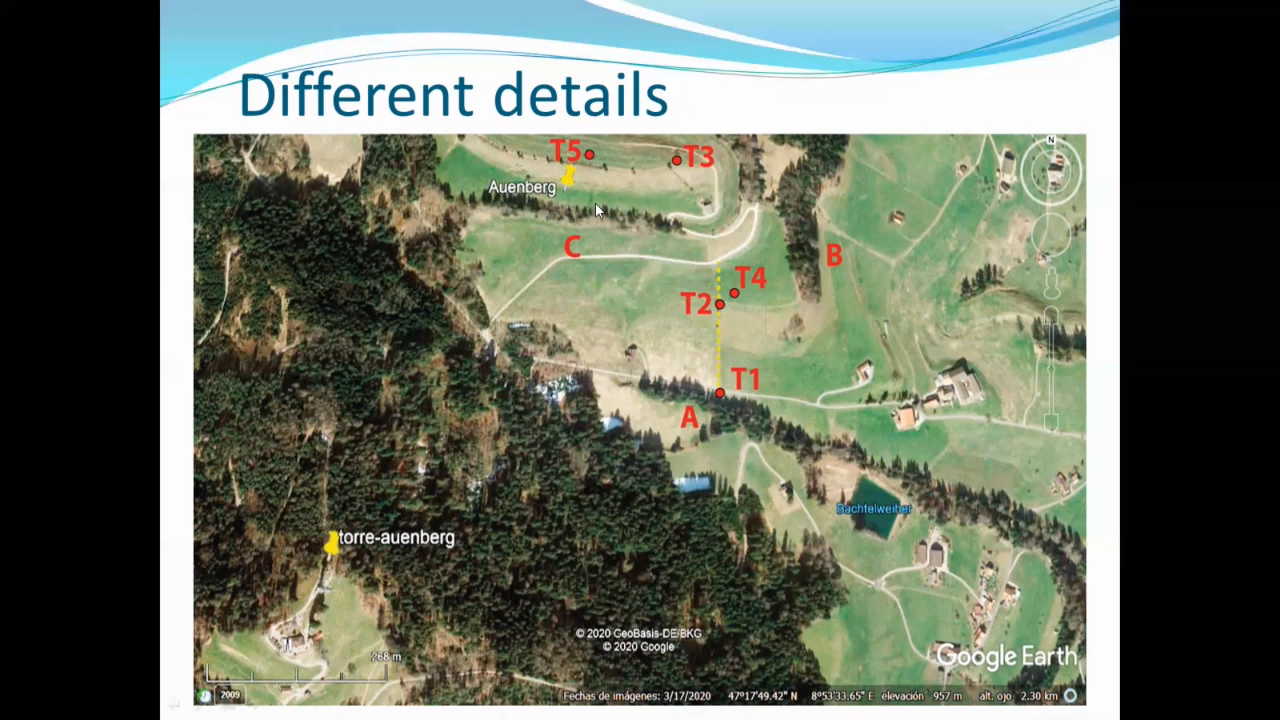 Different details
T5
T3
N
Auenberg
C
B
T4
T2
T1
A
Bachtelweiher
torre-auenberg
© 2020 GeoBasis-DE/BKG
© 2020 Google
Google Earth
268 m
2009
Fechas de imágenes: 3/17/2020 47°17'49.42" N 8°53'33.65" E elevación 957 m alt. ojo 2.30 km